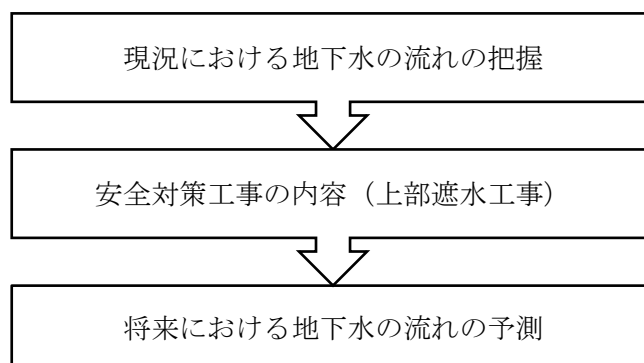 現況における地下水の流れの把握
安全対策工事の内容（上部遮水工事）
将来における地下水の流れの予測